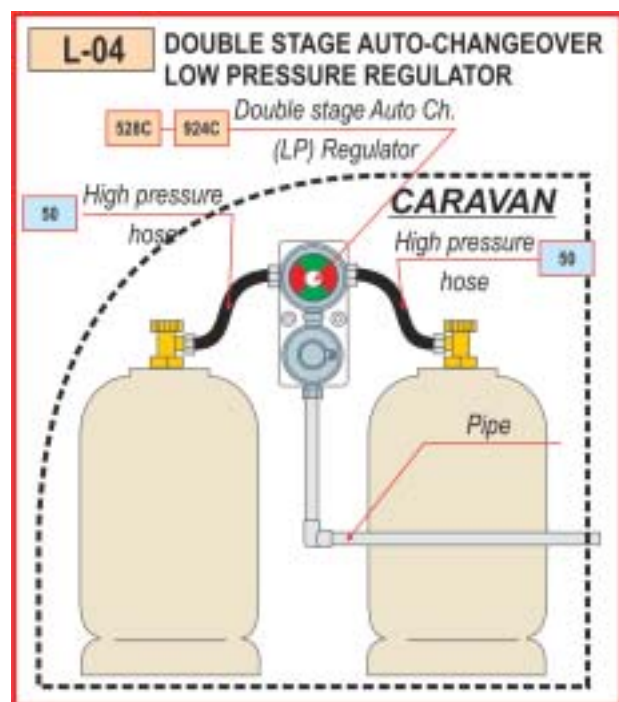 L-04
DOUBLE STAGE AUTO-CHANGEOVER
LOW PRESSURE REGULATOR
528C
924C
Double stage Auto Ch.
(LP) Regulator
50
High pressure
hose
CARAVAN
High pressure
hose
50
Pipe